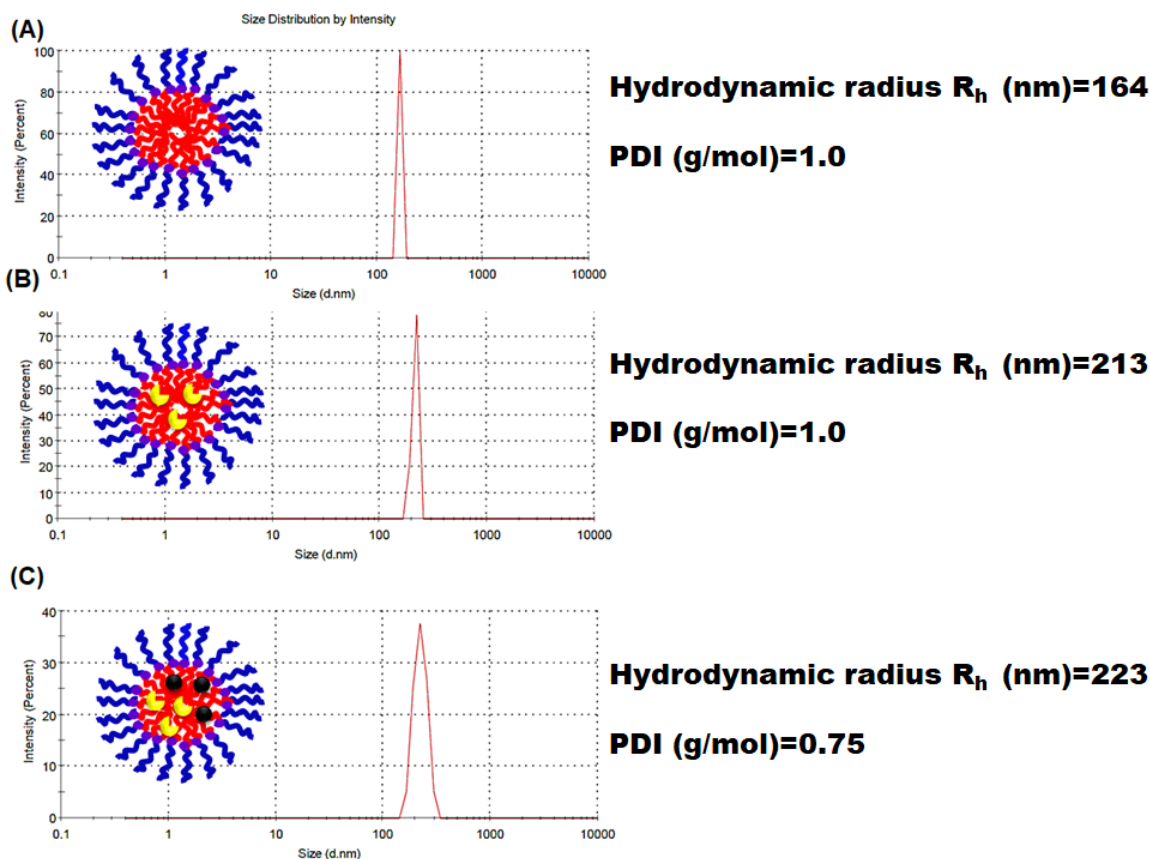 Size Distribution by Intensity
(A)
Intensity (Percent)
100
80
60
40
20
0
0.1 1 10 100 1000 10000
Size (d.nm)
Hydrodynamic radius Rh (nm)=164
PDI (g/mol)=1.0
(B)
Intensity (Percent)
80
70
60
50
40
30
20
10
0
0.1 1 10 100 1000 10000
Size (d.nm)
Hydrodynamic radius Rh (nm)=213
PDI (g/mol)=1.0
(C)
Intensity (Percent)
40
30
20
10
0
0.1 1 10 100 1000 10000
Size (d.nm)
Hydrodynamic radius Rh (nm)=223
PDI (g/mol)=0.75